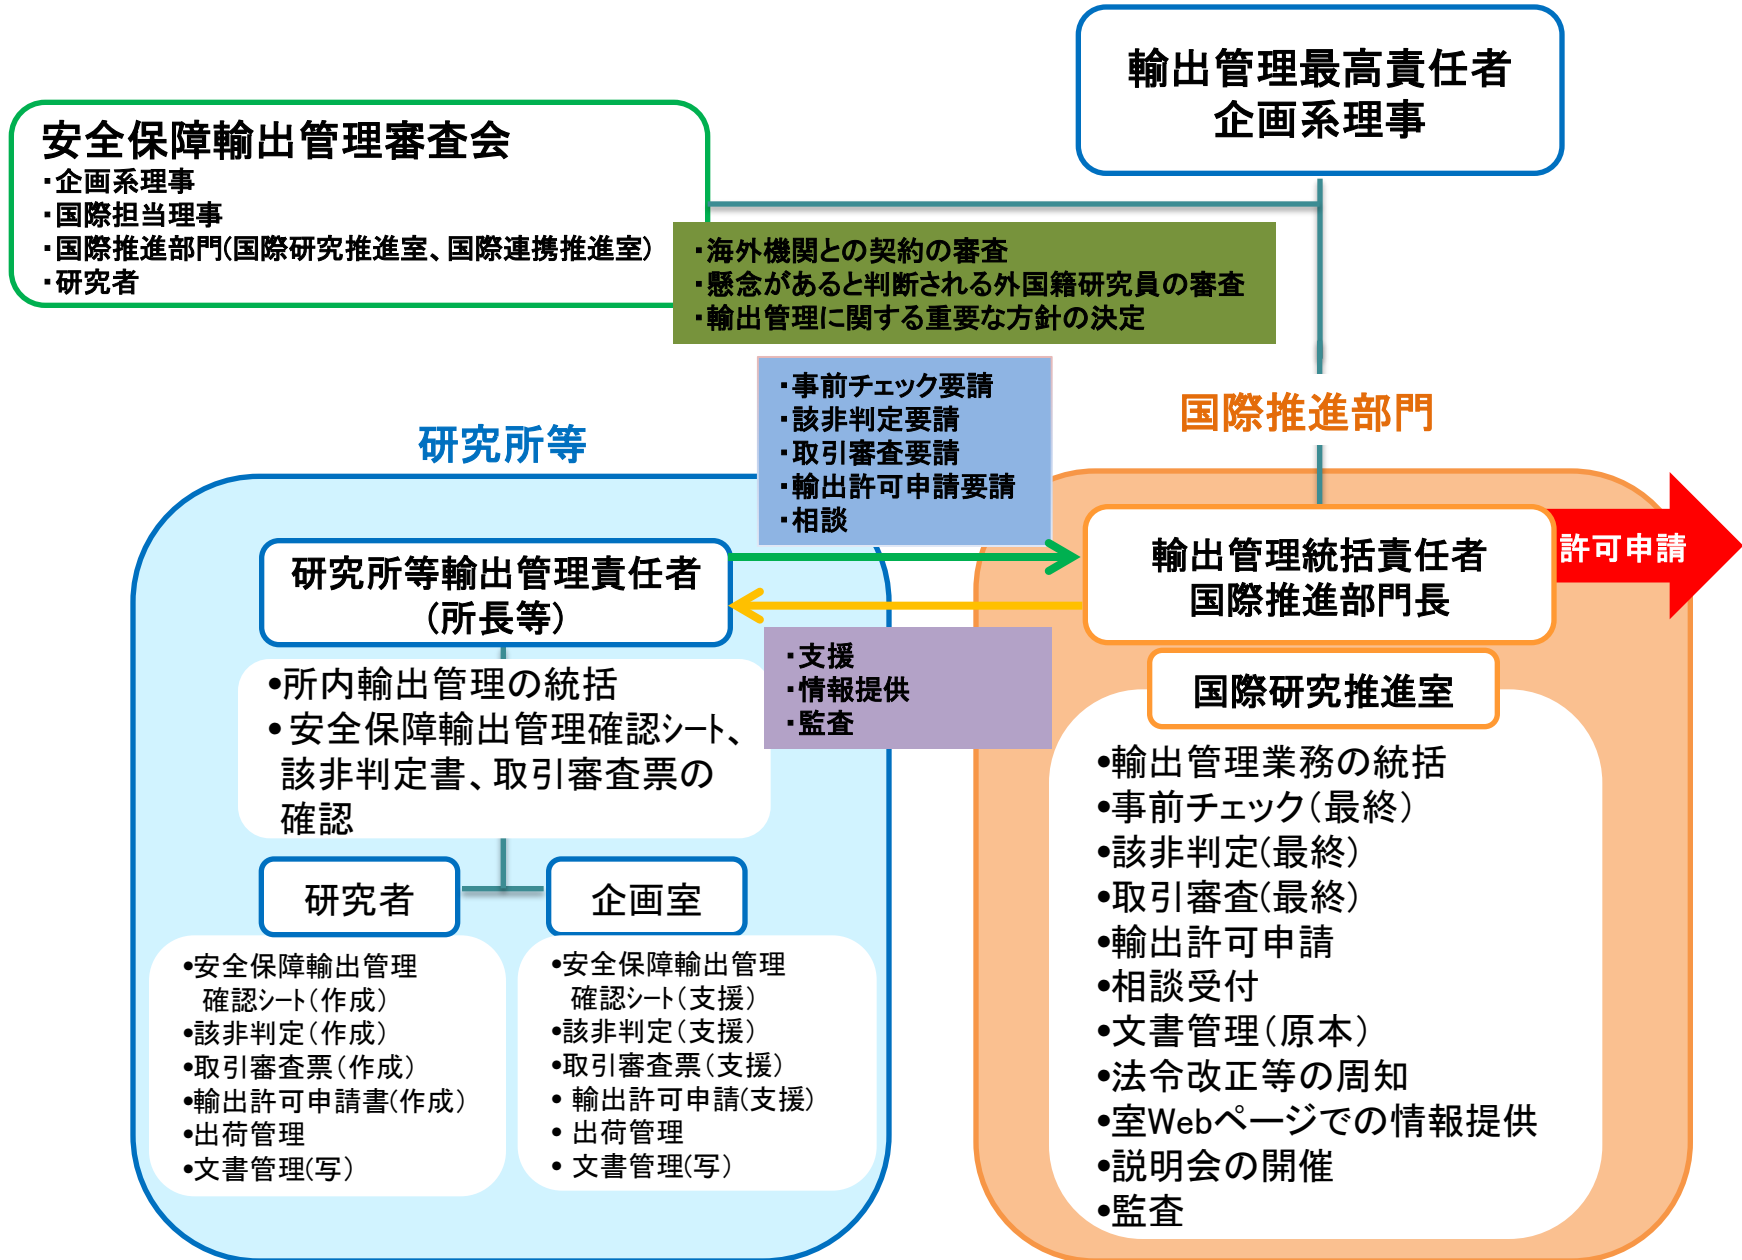 輸出管理最高責任者
企画系理事
安全保障輸出管理審査会
・企画系理事
・国際担当理事
・国際推進部門(国際研究推進室、国際連携推進室)
・研究者
・海外機関との契約の審査
・懸念があると判断される外国籍研究員の審査
・輸出管理に関する重要な方針の決定
・事前チェック要請
・該非判定要請
・取引審査要請
・輸出許可申請要請
・相談
国際推進部門
研究所等
研究所等輸出管理責任者
(所長等)
輸出管理統括責任者
国際推進部門長
許可申請
・支援
・情報提供
・監査
•所内輸出管理の統括
•安全保障輸出管理確認シート、
該非判定書、取引審査票の
確認
研究者
•安全保障輸出管理
確認シート(作成)
•該非判定(作成)
•取引審査票(作成)
•輸出許可申請書(作成)
•出荷管理
•文書管理(写)
企画室
•安全保障輸出管理
確認シート(支援)
•該非判定(支援)
•取引審査票(支援)
• 輸出許可申請(支援)
• 出荷管理
• 文書管理(写)
国際研究推進室
•輸出管理業務の統括
•事前チェック(最終)
•該非判定(最終)
•取引審査(最終)
•輸出許可申請
•相談受付
•文書管理(原本)
•法令改正等の周知
•室Webページでの情報提供
•説明会の開催
•監査